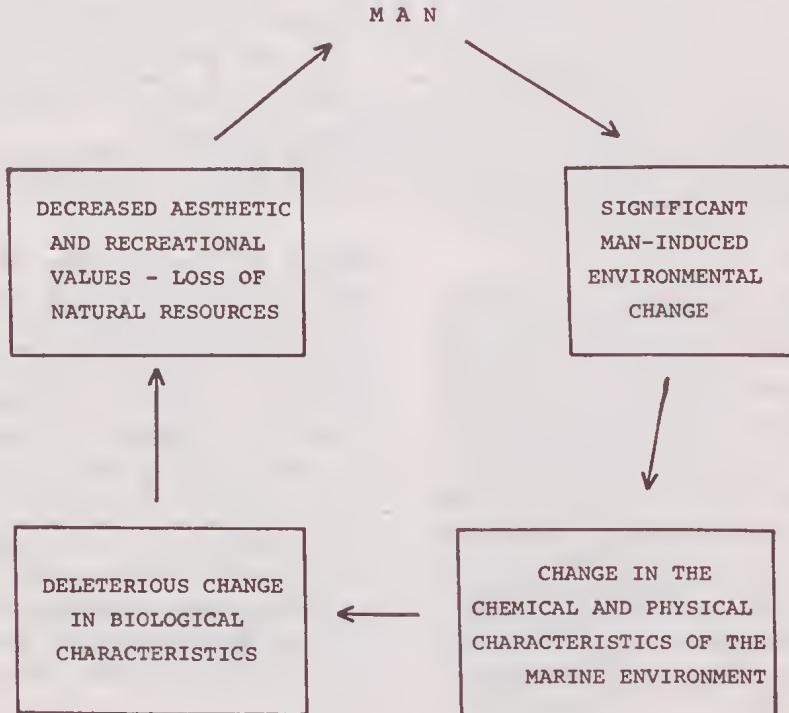 M A N
DECREASED AESTHETIC
AND RECREATIONAL
VALUES - LOSS OF
NATURAL RESOURCES
SIGNIFICANT
MAN-INDUCED
ENVIRONMENTAL
CHANGE
DELETERIOUS CHANGE
IN BIOLOGICAL
CHARACTERISTICS
CHANGE IN THE
CHEMICAL AND PHYSICAL
CHARACTERISTICS OF THE
MARINE ENVIRONMENT